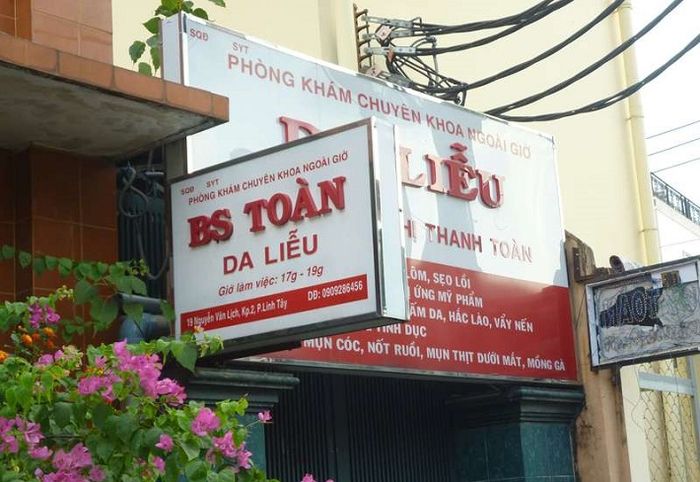 SQĐ SYT
PHÒNG KHÁM CHUYÊN KHOA NGOÀI GIỜ
LIỄU
THỊ THANH TOÀN
LÕM, SẸO LỒI
ỨNG MỸ PHẨM
DA, HẮC LÀO, VẨY NẾN
DỤC
MỤN CÓC, NỐT RUỒI, MỤN THỊT DƯỚI MẮT, MỒNG GÀ
SQĐ SYT
PHÒNG KHÁM CHUYÊN KHOA NGOÀI GIỜ
BS TOÀN
DA LIỄU
Giờ làm việc: 17g - 19g
DĐ: 0909286456
19 Nguyễn Văn Lịch, Kp.2, P.Linh Tây